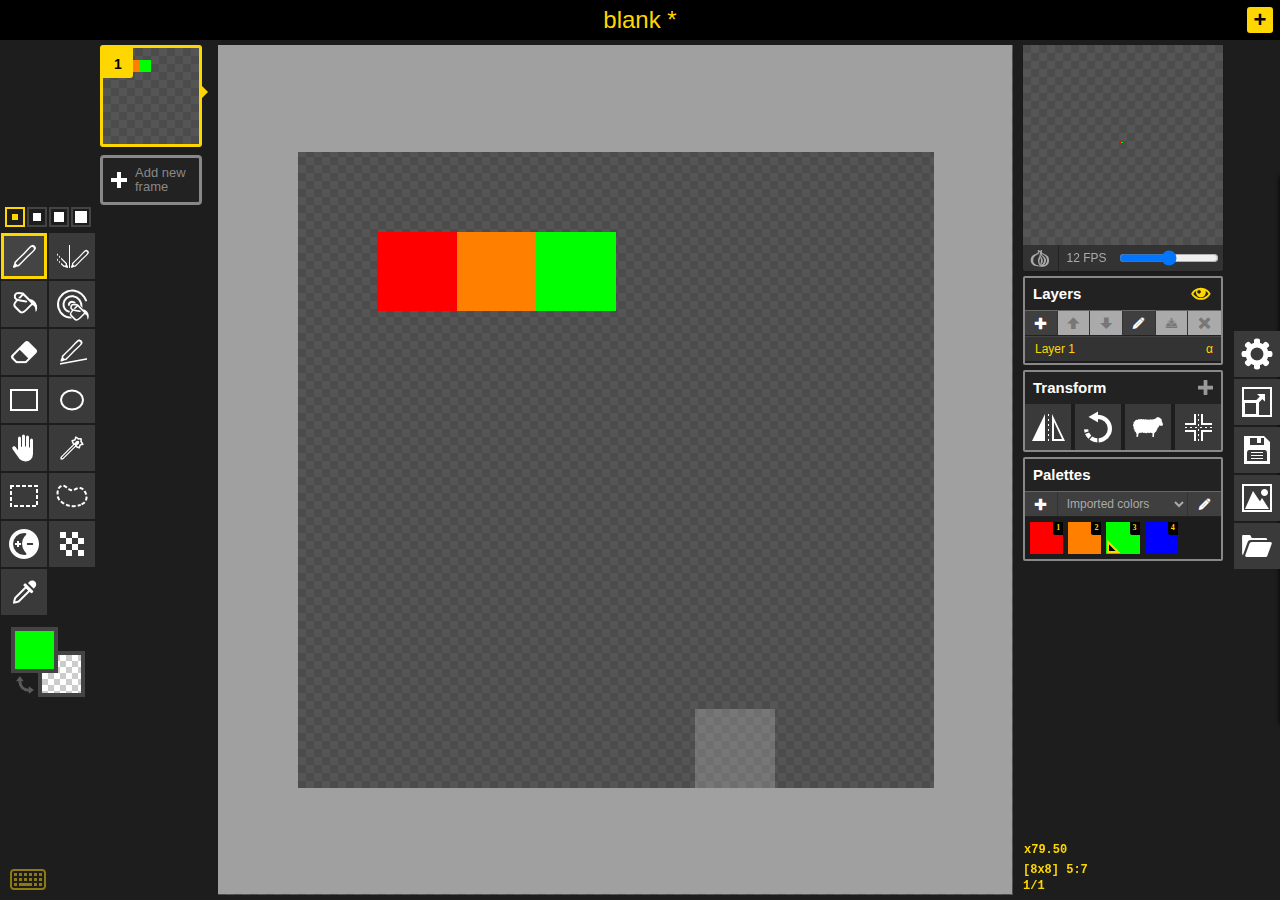 blank *
+
1
Add new
frame
12 FPS
Layers
Layer 1 α
Transform
Palettes
Imported colors
1 2 3 4
x79.50
[8x8] 5:7
1/1